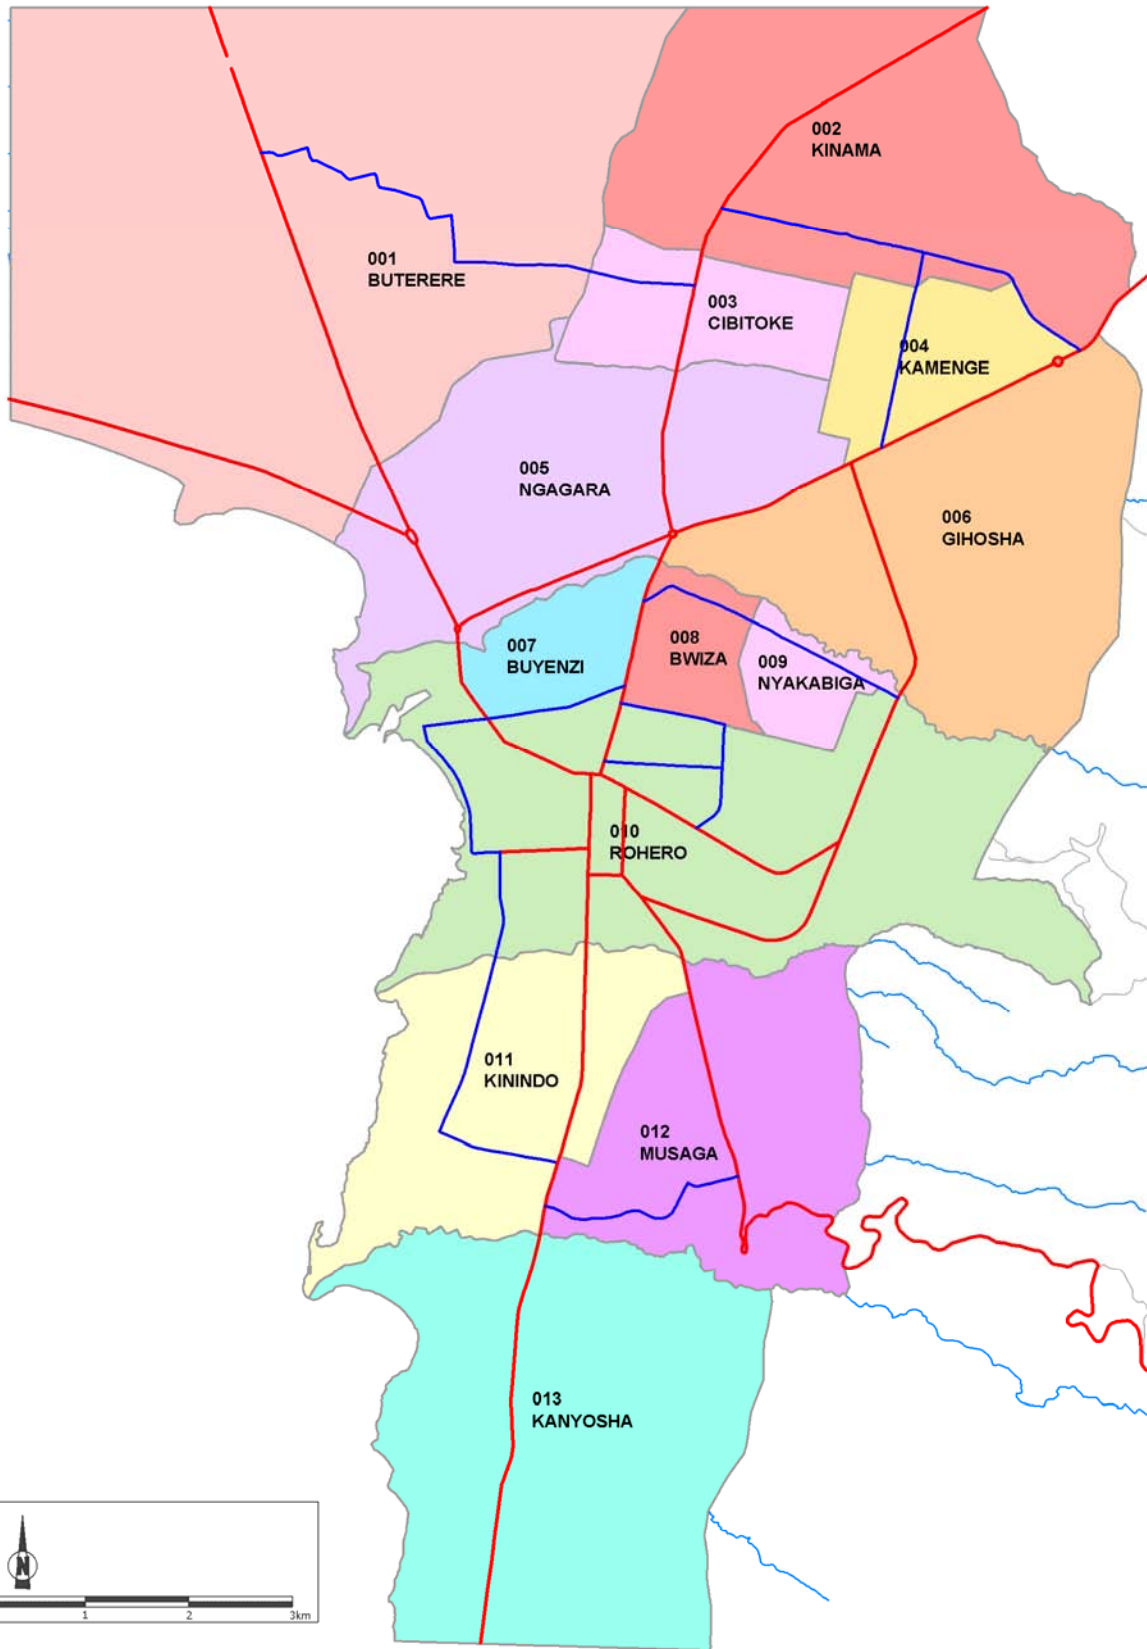 002
KINAMA
001
BUTERERE
003
CIBITOKE
004
KAMENGE
005
NGAGARA
006
GIHOSHA
007
BUYENZI
008
BWIZA
009
NYAKABIGA
010
ROHERO
011
KININDO
012
MUSAGA
013
KANYOSHA
N
1 2 3km